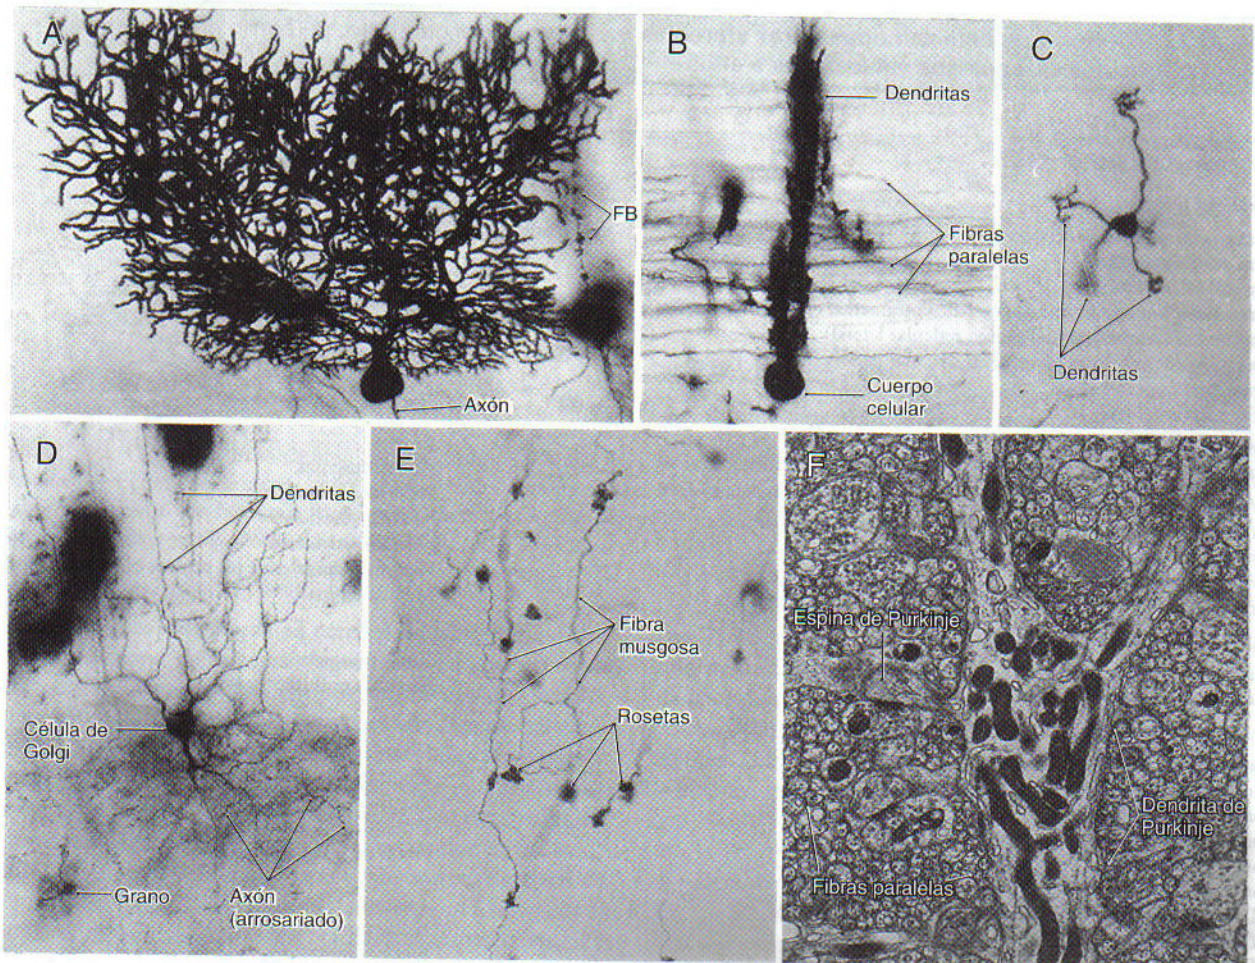 A
FB
Axón
B
Dendritas
Fibras
paralelas
Cuerpo
celular
C
Dendritas
D
Dendritas
Célula de
Golgi
Grano
Axón
(arrosariado)
E
Fibra
musgosa
Rosetas
F
Espina de Purkinje
Dendrita de
Purkinje
Fibras paralelas